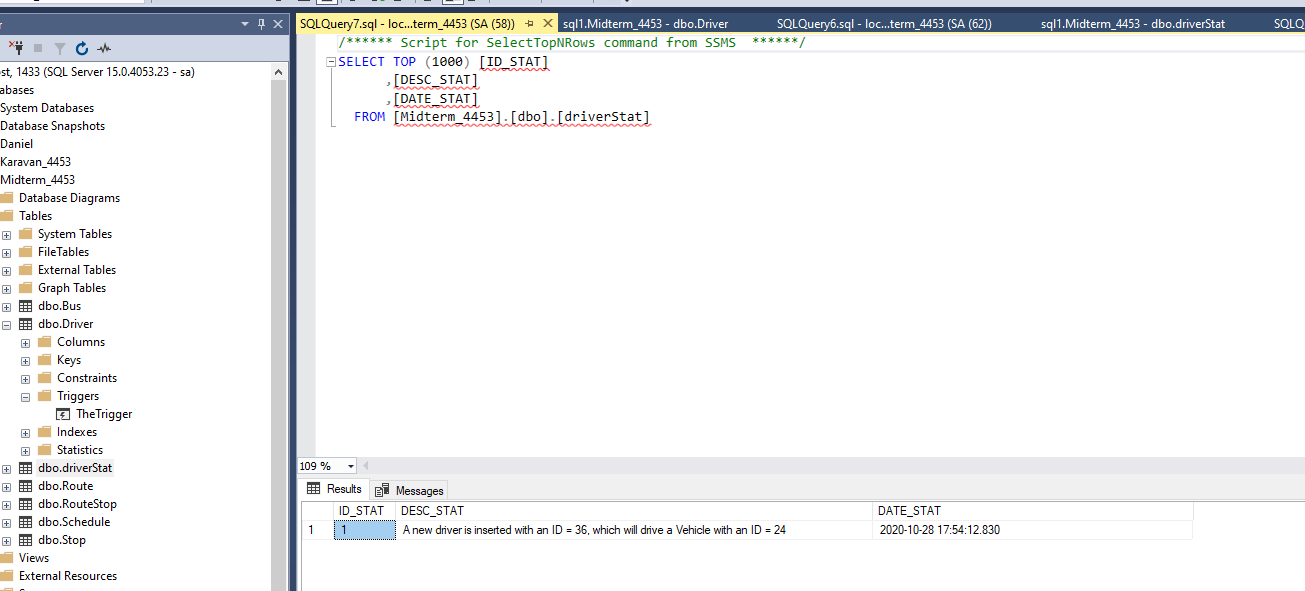 SQLQuery7.sql - loc...term_4453 (SA (58))
sql1.Midterm_4453 - dbo.Driver
SQLQuery6.sql - loc...term_4453 (SA (62))
sql1.Midterm_4453 - dbo.driverStat
SQLQ
st, 1433 (SQL Server 15.0.4053.23 - sa)
abases
System Databases
Database Snapshots
Daniel
Karavan_4453
Midterm_4453
Database Diagrams
Tables
System Tables
FileTables
External Tables
Graph Tables
dbo.Bus
dbo.Driver
Columns
Keys
Constraints
Triggers
TheTrigger
Indexes
Statistics
dbo.driverStat
dbo.Route
dbo.RouteStop
dbo.Schedule
dbo.Stop
Views
External Resources
/****** Script for SelectTopNRows command from SSMS  ******/
SELECT TOP (1000) [ID_STAT]
,[DESC_STAT]
,[DATE_STAT]
FROM [Midterm_4453].[dbo].[driverStat]
109 %
Results Messages
ID_STAT DESC_STAT DATE_STAT
1 1 A new driver is inserted with an ID = 36, which will drive a Vehicle with an ID = 24 2020-10-28 17:54:12.830